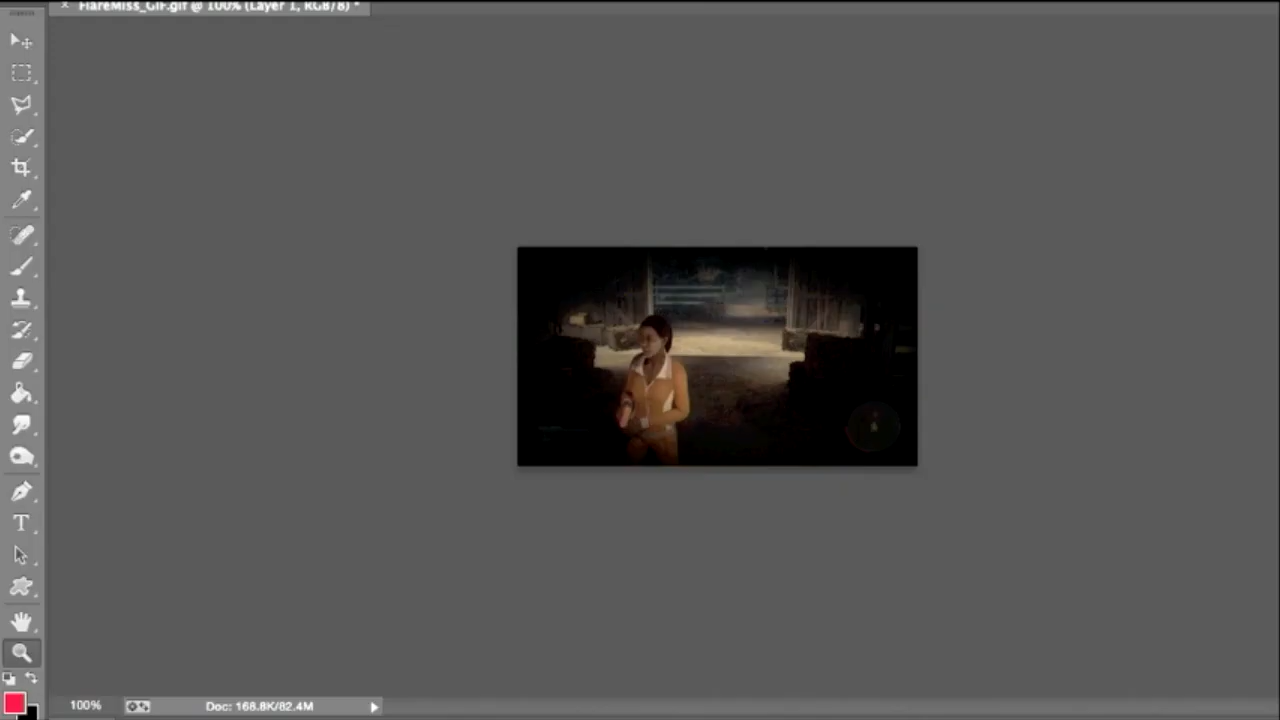 × FlareMiss_GIF.gif @ 100% (Layer 1, RGB/8) *
T
100%
Doc: 168.8K/82.4M